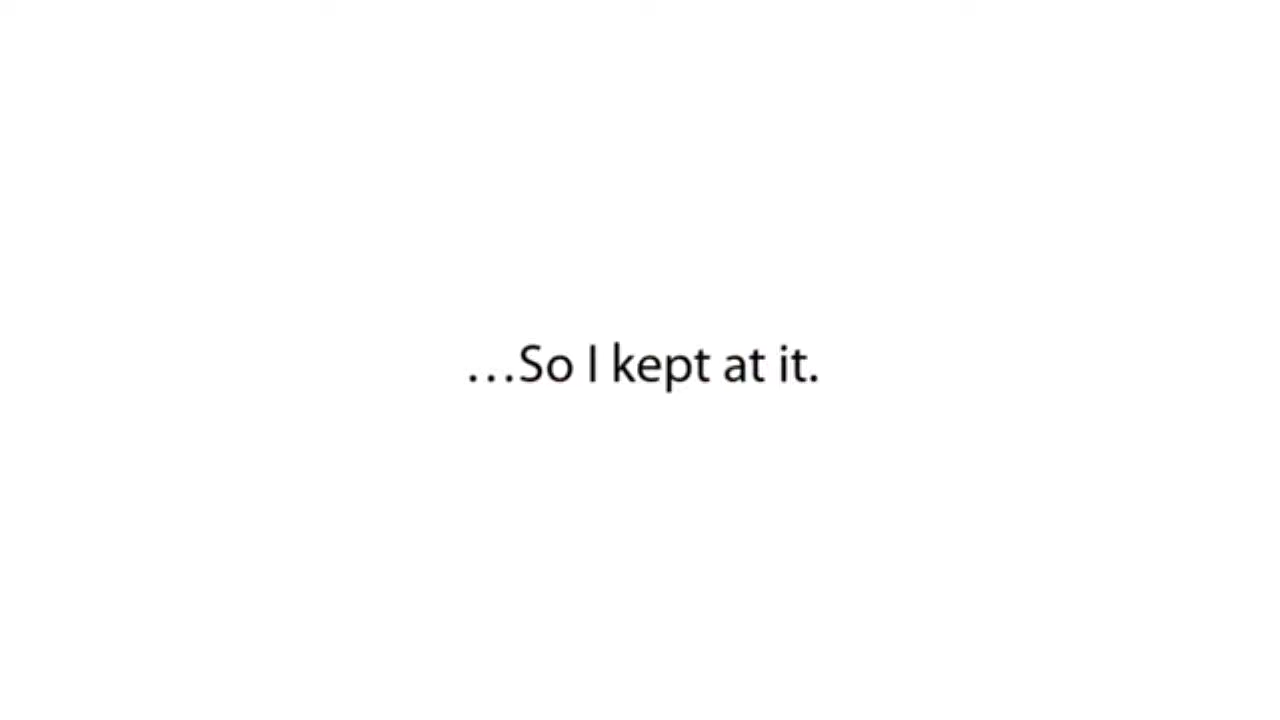 …So I kept at it.